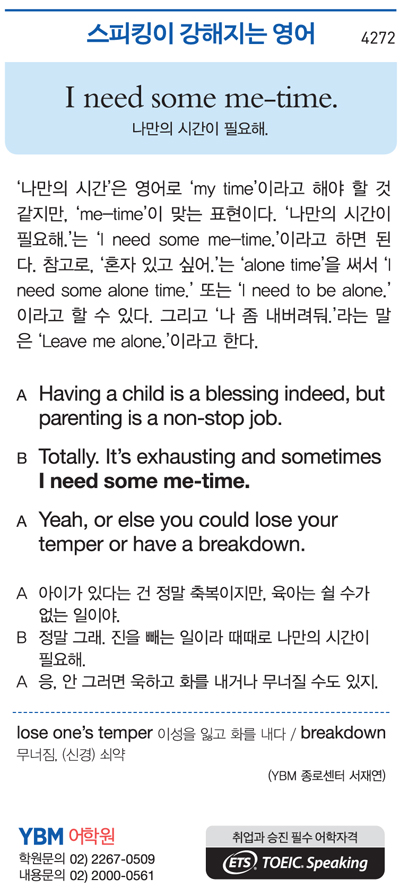 스피킹이 강해지는 영어 4272
I need some me-time.
나만의 시간이 필요해.
‘나만의 시간’은 영어로 ‘my time’이라고 해야 할 것
같지만, ‘me-time’이 맞는 표현이다. ‘나만의 시간이
필요해.’는 ‘I need some me-time.’이라고 하면 된
다. 참고로, ‘혼자 있고 싶어.’는 ‘alone time’을 써서 ‘I
need some alone time.’ 또는 ‘I need to be alone.’
이라고 할 수 있다. 그리고 ‘나 좀 내버려둬.’라는 말
은 ‘Leave me alone.’이라고 한다.
A Having a child is a blessing indeed, but
parenting is a non-stop job.
B Totally. It’s exhausting and sometimes
I need some me-time.
A Yeah, or else you could lose your
temper or have a breakdown.
A 아이가 있다는 건 정말 축복이지만, 육아는 쉴 수가
없는 일이야.
B 정말 그래. 진을 빼는 일이라 때때로 나만의 시간이
필요해.
A 응, 안 그러면 욱하고 화를 내거나 무너질 수도 있지.
lose one’s temper 이성을 잃고 화를 내다 / breakdown
무너짐, (신경) 쇠약
(YBM 종로센터 서재연)
YBM 어학원
학원문의 02) 2267-0509
내용문의 02) 2000-0561
취업과 승진 필수 어학자격
ETS TOEIC. Speaking